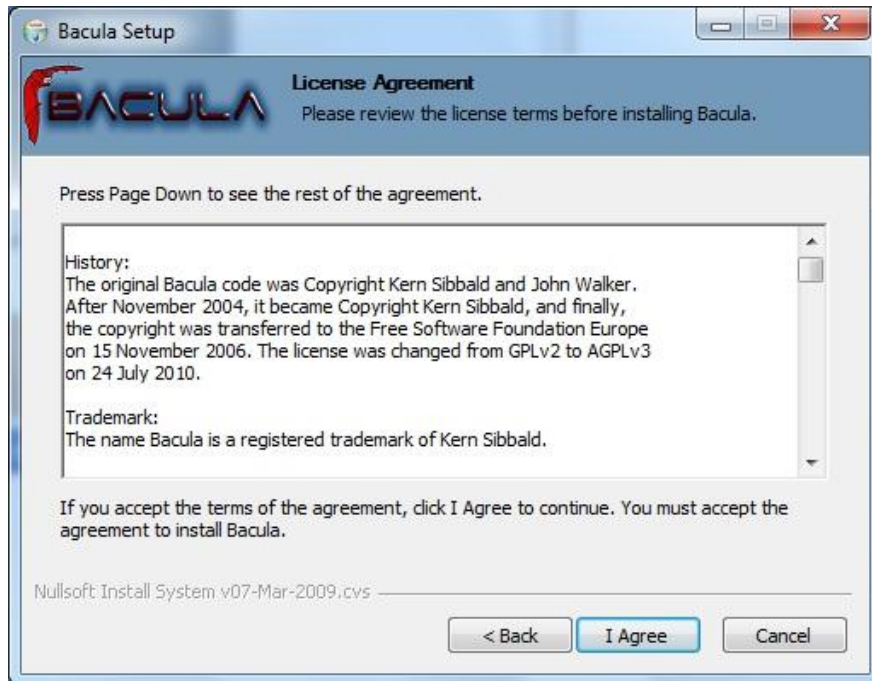 Bacula Setup
BACULA
License Agreement
Please review the license terms before installing Bacula.
Press Page Down to see the rest of the agreement.
History:
The original Bacula code was Copyright Kern Sibbald and John Walker.
After November 2004, it became Copyright Kern Sibbald, and finally,
the copyright was transferred to the Free Software Foundation Europe
on 15 November 2006. The license was changed from GPLv2 to AGPLv3
on 24 July 2010.
Trademark:
The name Bacula is a registered trademark of Kern Sibbald.
If you accept the terms of the agreement, click I Agree to continue. You must accept the
agreement to install Bacula.
Nullsoft Install System v07-Mar-2009.cvs
< Back
I Agree
Cancel